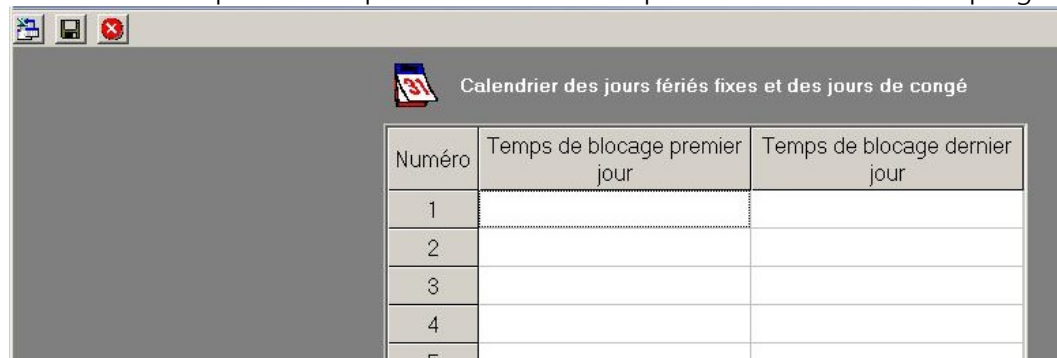 31
Calendrier des jours fériés fixes et des jours de congé
Numéro
Temps de blocage premier
jour
Temps de blocage dernier
jour
1
2
3
4